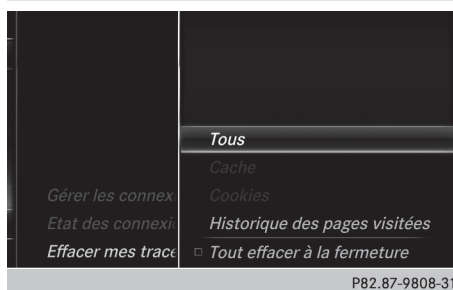 Tous
Cache
Gérer les connex
Cookies
Etat des connexi
Historique des pages visitées
Effacer mes trace
Tout effacer à la fermeture
P82.87-9808-31